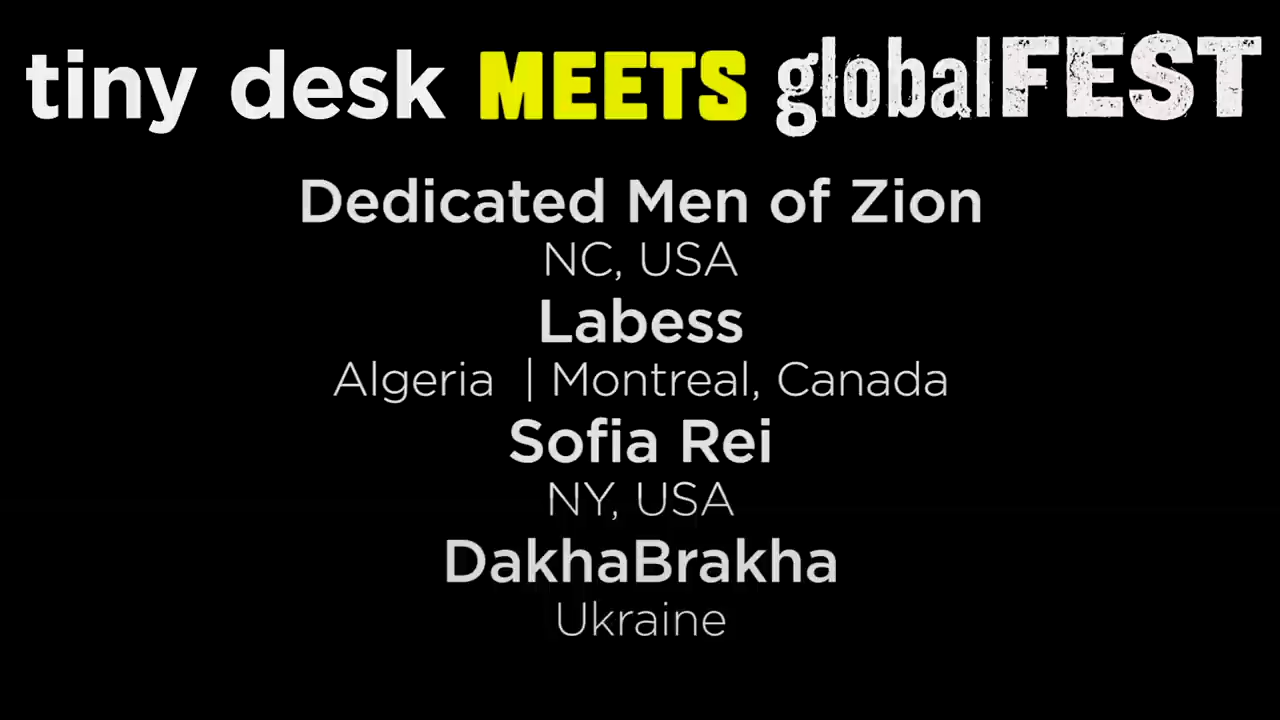 tiny desk MEETS globalFEST
Dedicated Men of Zion
NC, USA
Labess
Algeria | Montreal, Canada
Sofia Rei
NY, USA
DakhaBrakha
Ukraine